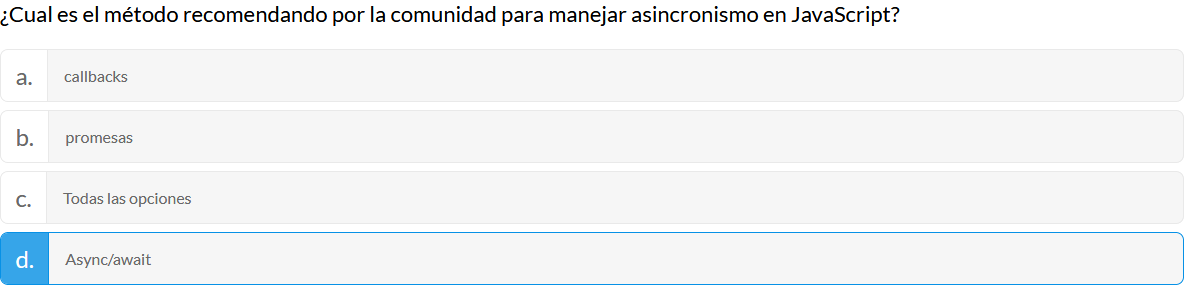 ¿Cual es el método recomendando por la comunidad para manejar asincronismo en JavaScript?
a. callbacks
b. promesas
c. Todas las opciones
d. Async/await